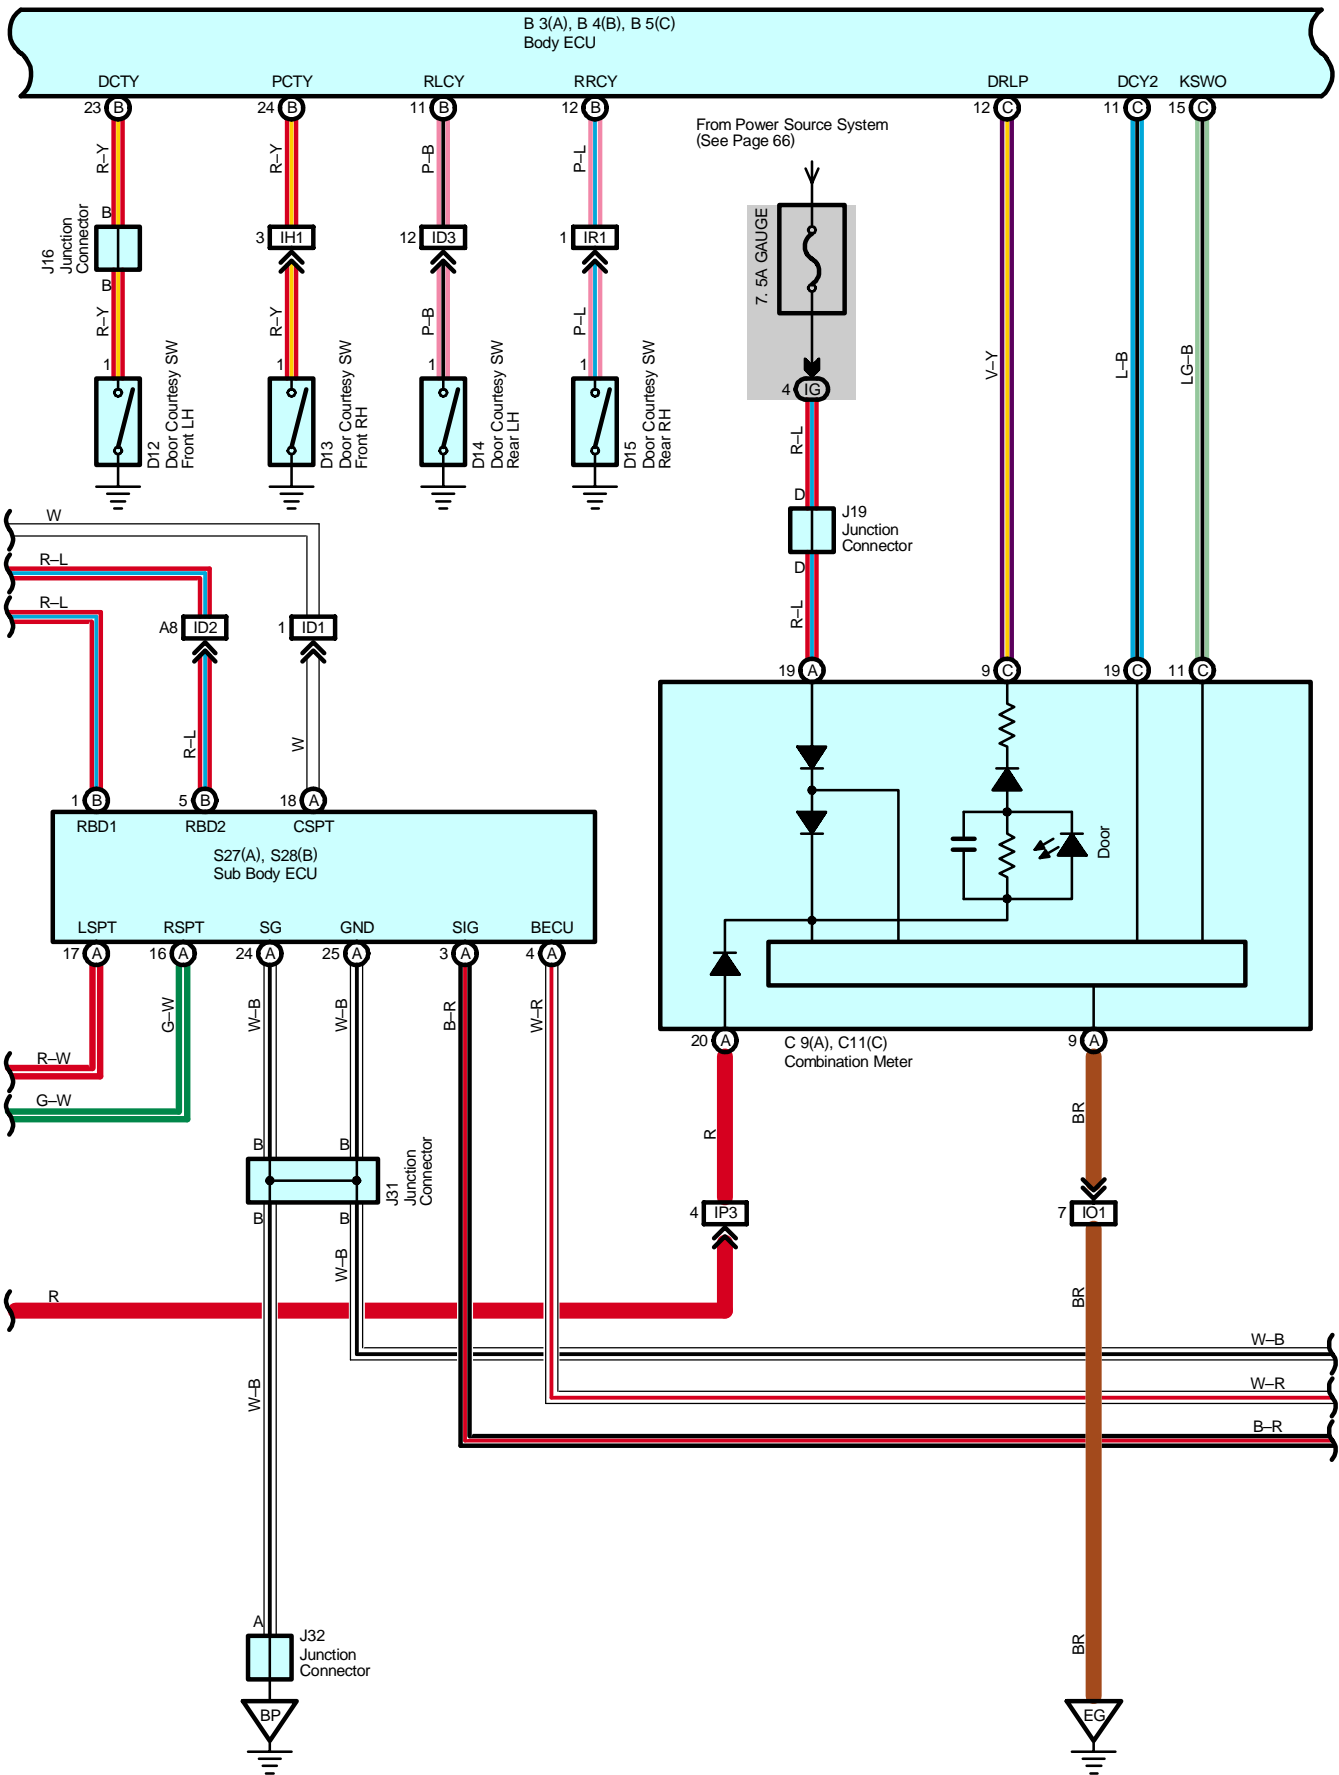 B 3(A), B 4(B), B 5(C)
Body ECU
DCTY
PCTY
RLCY
RRCY
DRLP
DCY2
KSWO
23 B
24 B
11 B
12 B
12 C
11 C
15 C
From Power Source System
(See Page 66)
R–Y
R–Y
P–B
P–L
B
J16
Junction
Connector
B
3 IH1
12 ID3
1 IR1
7. 5A GAUGE
R–Y
R–Y
P–B
P–L
V–Y
L–B
LG–B
1
1
1
1
D12
Door Courtesy SW
Front LH
D13
Door Courtesy SW
Front RH
D14
Door Courtesy SW
Rear LH
D15
Door Courtesy SW
Rear RH
4 IG
R–L
D
J19
Junction
Connector
D
R–L
W
R–L
R–L
A8 ID2
1 ID1
R–L
W
19 A
9 C
19 C
11 C
1 B
5 B
18 A
RBD1
RBD2
CSPT
S27(A), S28(B)
Sub Body ECU
LSPT
RSPT
SG
GND
SIG
BECU
17 A
16 A
24 A
25 A
3 A
4 A
Door
20 A
C 9(A), C11(C)
Combination Meter
9 A
G–W
W–B
W–B
B–R
W–R
R–W
G–W
R
BR
B
B
J31
Junction
Connector
B
B
4 IP3
7 IO1
W–B
R
BR
W–B
W–R
B–R
W–B
A
J32
Junction
Connector
BR
BP
EG